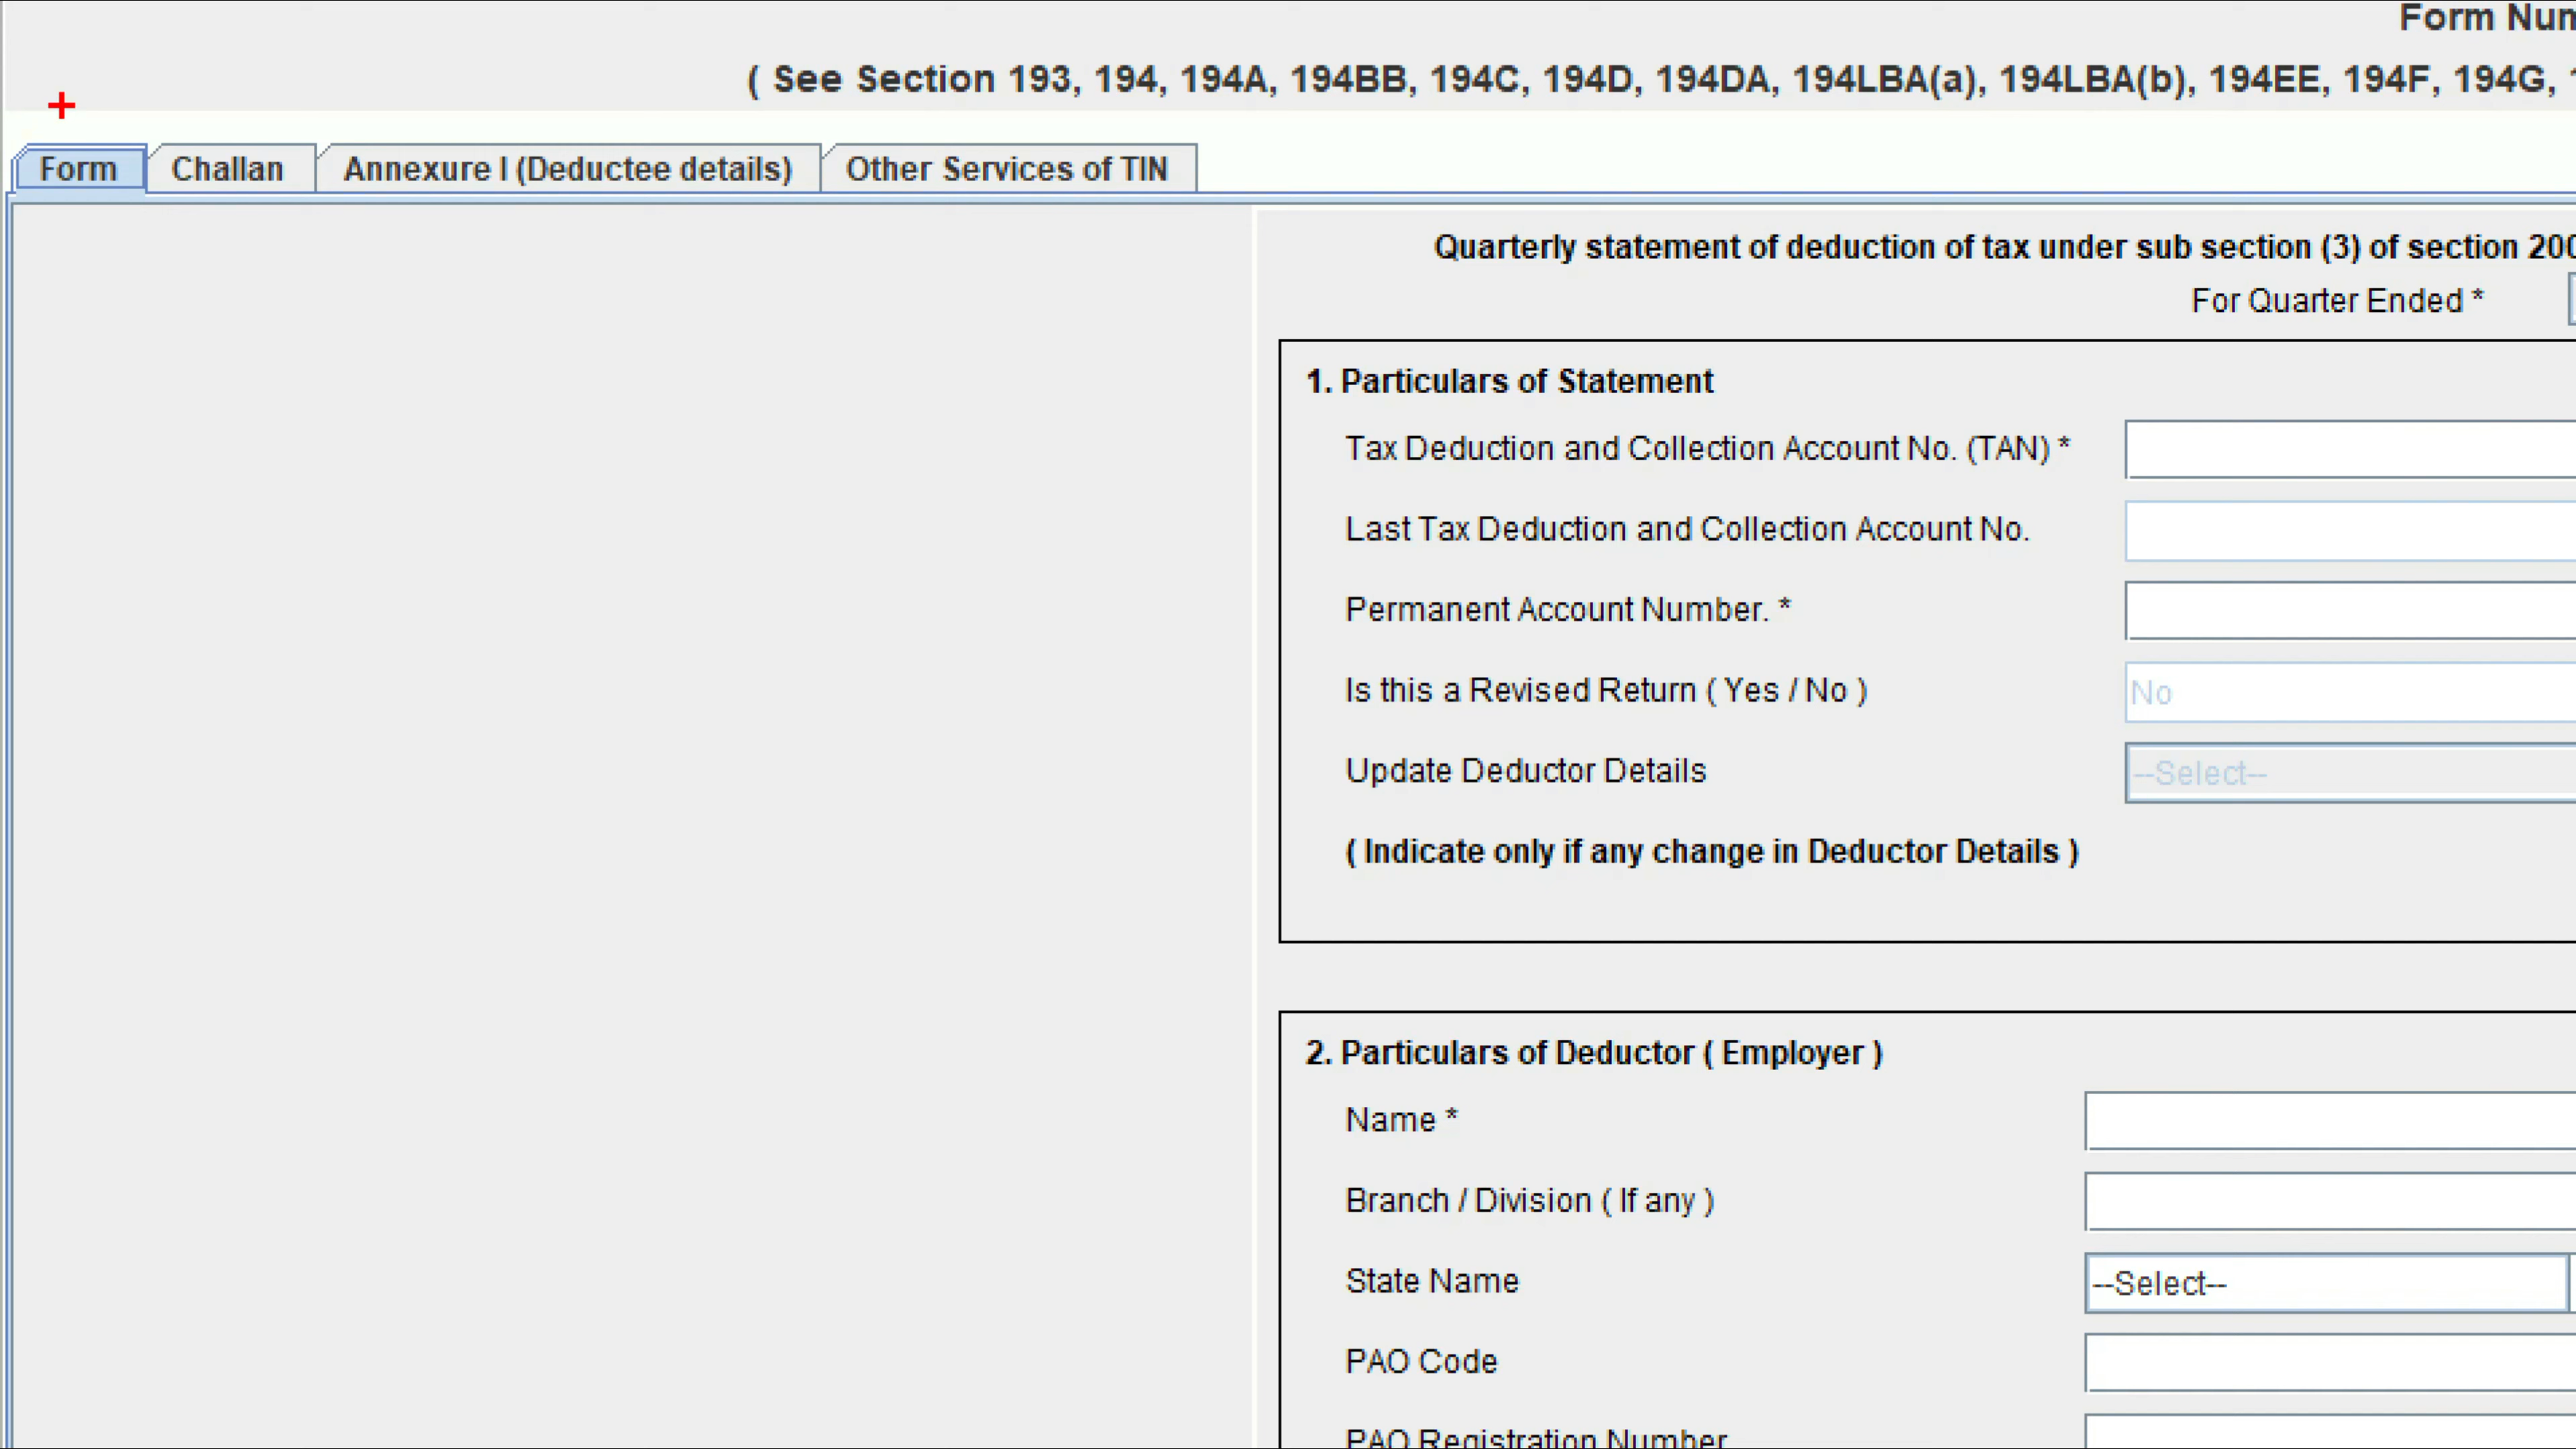 Form
( See Section 193, 194, 194A, 194BB, 194C, 194D, 194DA, 194LBA(a), 194LBA(b), 194EE, 194F, 194G,
Form Challan Annexure I (Deductee details) Other Services of TIN
Quarterly statement of deduction of tax under sub section (3) of section 200
For Quarter Ended *
1. Particulars of Statement
Tax Deduction and Collection Account No. (TAN) *
Last Tax Deduction and Collection Account No.
Permanent Account Number. *
Is this a Revised Return ( Yes / No ) No
Update Deductor Details --Select--
( Indicate only if any change in Deductor Details )
2. Particulars of Deductor ( Employer )
Name *
Branch / Division ( If any )
State Name --Select--
PAO Code
PAO Registration Number